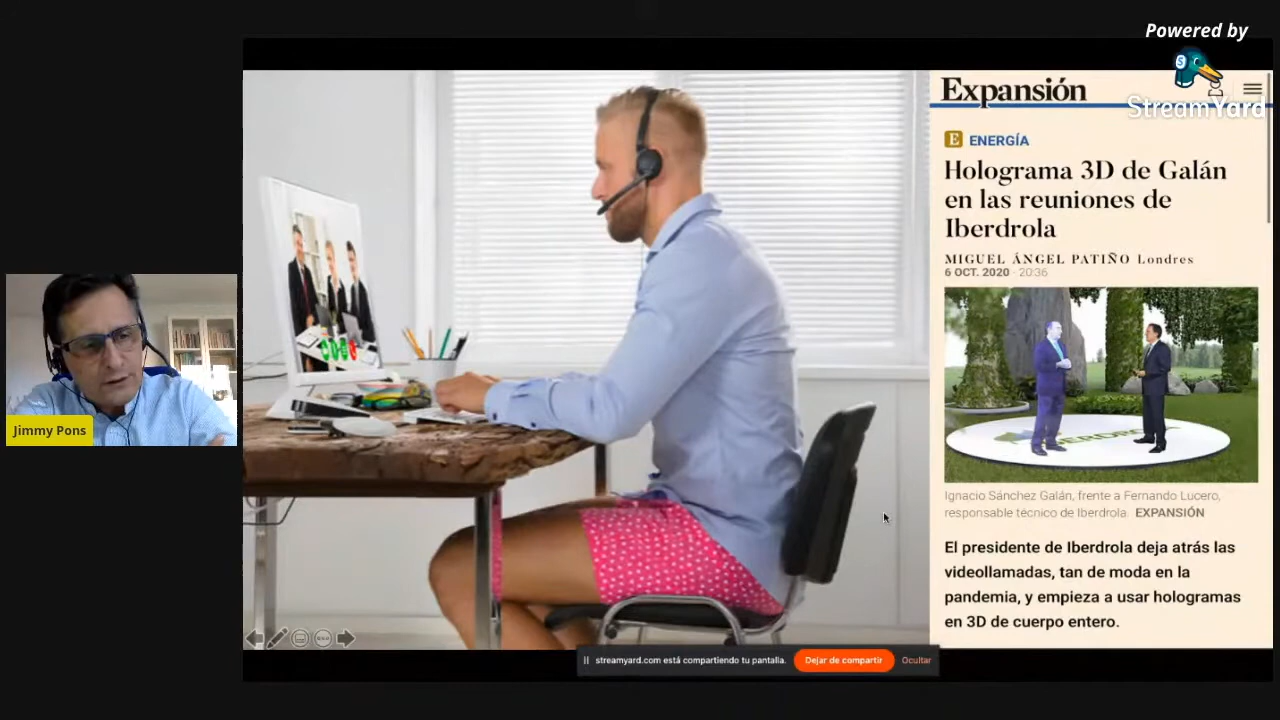 Powered by
StreamYard
Expansión
E ENERGÍA
Holograma 3D de Galán
en las reuniones de
Iberdrola
MIGUEL ÁNGEL PATIÑO Londres
6 OCT. 2020 · 20:36
Ignacio Sánchez Galán, frente a Fernando Lucero,
responsable técnico de Iberdrola. EXPANSIÓN
El presidente de Iberdrola deja atrás las
videollamadas, tan de moda en la
pandemia, y empieza a usar hologramas
en 3D de cuerpo entero.
Jimmy Pons
streamyard.com está compartiendo tu pantalla.
Dejar de compartir
Ocultar